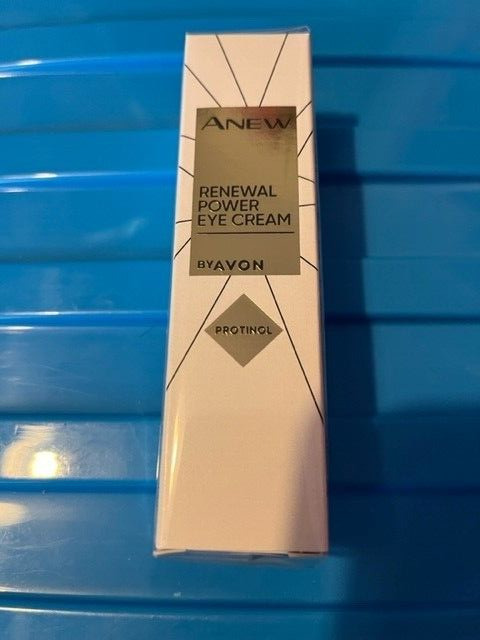 ANEW
RENEWAL
POWER
EYE CREAM
BY AVON
PROTINOL